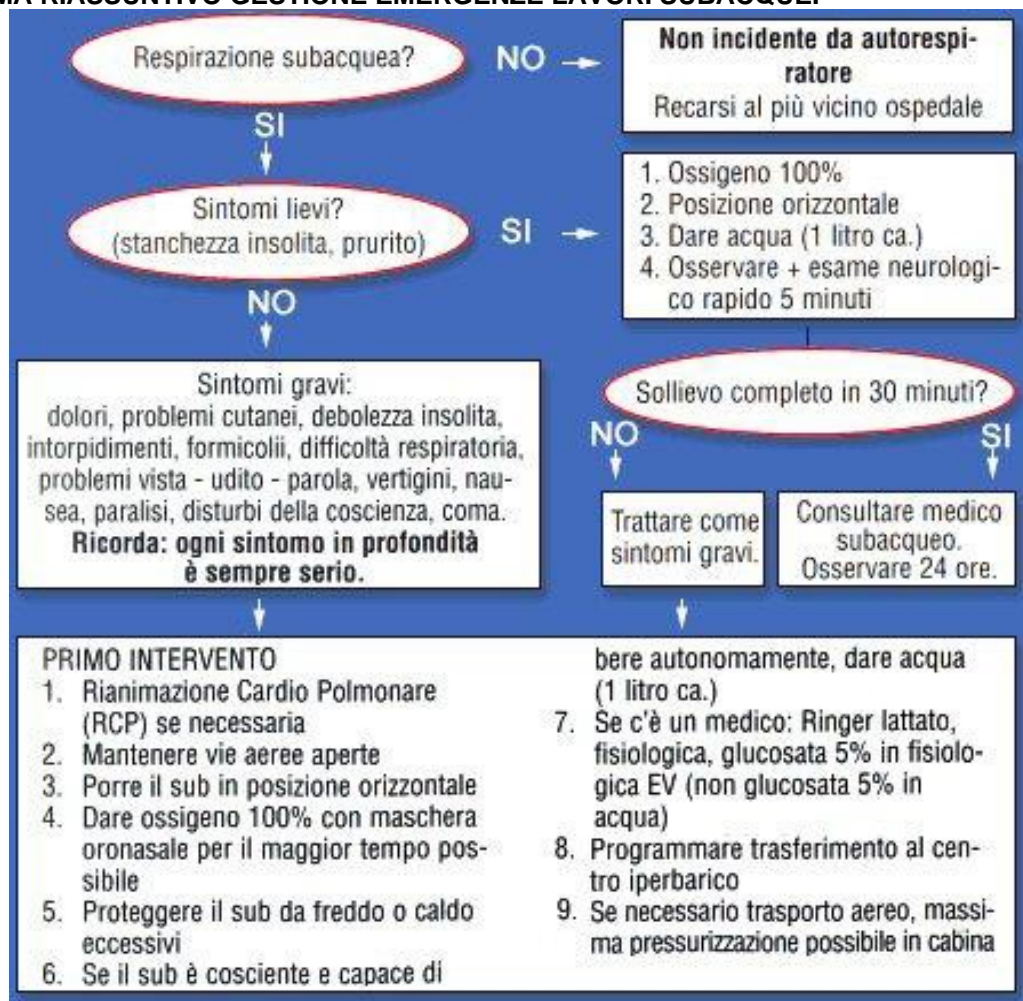 RIASSUNTIVO GESTIONE EMERGENZE LAVORI SUBACQUEI
Respirazione subacquea?
NO
Non incidente da autorespi-
ratore
Recarsi al più vicino ospedale
SI
Sintomi lievi?
(stanchezza insolita, prurito)
SI
1. Ossigeno 100%
2. Posizione orizzontale
3. Dare acqua (1 litro ca.)
4. Osservare + esame neurologi-
co rapido 5 minuti
NO
Sintomi gravi:
dolori, problemi cutanei, debolezza insolita,
intorpidimenti, formicolii, difficoltà respiratoria,
problemi vista - udito - parola, vertigini, nau-
sea, paralisi, disturbi della coscienza, coma.
Ricorda: ogni sintomo in profondità
è sempre serio.
Sollievo completo in 30 minuti?
NO
SI
Trattare come
sintomi gravi.
Consultare medico
subacqueo.
Osservare 24 ore.
PRIMO INTERVENTO
1. Rianimazione Cardio Polmonare
(RCP) se necessaria
2. Mantenere vie aeree aperte
3. Porre il sub in posizione orizzontale
4. Dare ossigeno 100% con maschera
oronasale per il maggior tempo pos-
sibile
5. Proteggere il sub da freddo o caldo
eccessivi
6. Se il sub è cosciente e capace di
bere autonomamente, dare acqua
(1 litro ca.)
7. Se c'è un medico: Ringer lattato,
fisiologica, glucosata 5% in fisiolo-
gica EV (non glucosata 5% in
acqua)
8. Programmare trasferimento al cen-
tro iperbarico
9. Se necessario trasporto aereo, massi-
ma pressurizzazione possibile in cabina